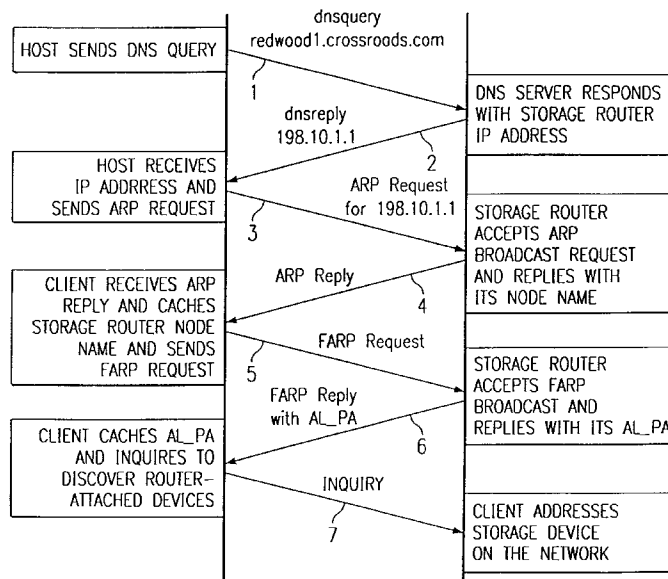 dnsquery
redwood1.crossroads.com
HOST SENDS DNS QUERY
1
DNS SERVER RESPONDS
WITH STORAGE ROUTER
IP ADDRESS
dnsreply
198.10.1.1
2
HOST RECEIVES
IP ADDRRESS AND
SENDS ARP REQUEST
ARP Request
for 198.10.1.1
3
STORAGE ROUTER
ACCEPTS ARP
BROADCAST REQUEST
AND REPLIES WITH
ITS NODE NAME
ARP Reply
4
CLIENT RECEIVES ARP
REPLY AND CACHES
STORAGE ROUTER NODE
NAME AND SENDS
FARP REQUEST
FARP Request
5
STORAGE ROUTER
ACCEPTS FARP
BROADCAST AND
REPLIES WITH ITS AL_PA
FARP Reply
with AL_PA
6
CLIENT CACHES AL_PA
AND INQUIRES TO
DISCOVER ROUTER-
ATTACHED DEVICES
INQUIRY
7
CLIENT ADDRESSES
STORAGE DEVICE
ON THE NETWORK